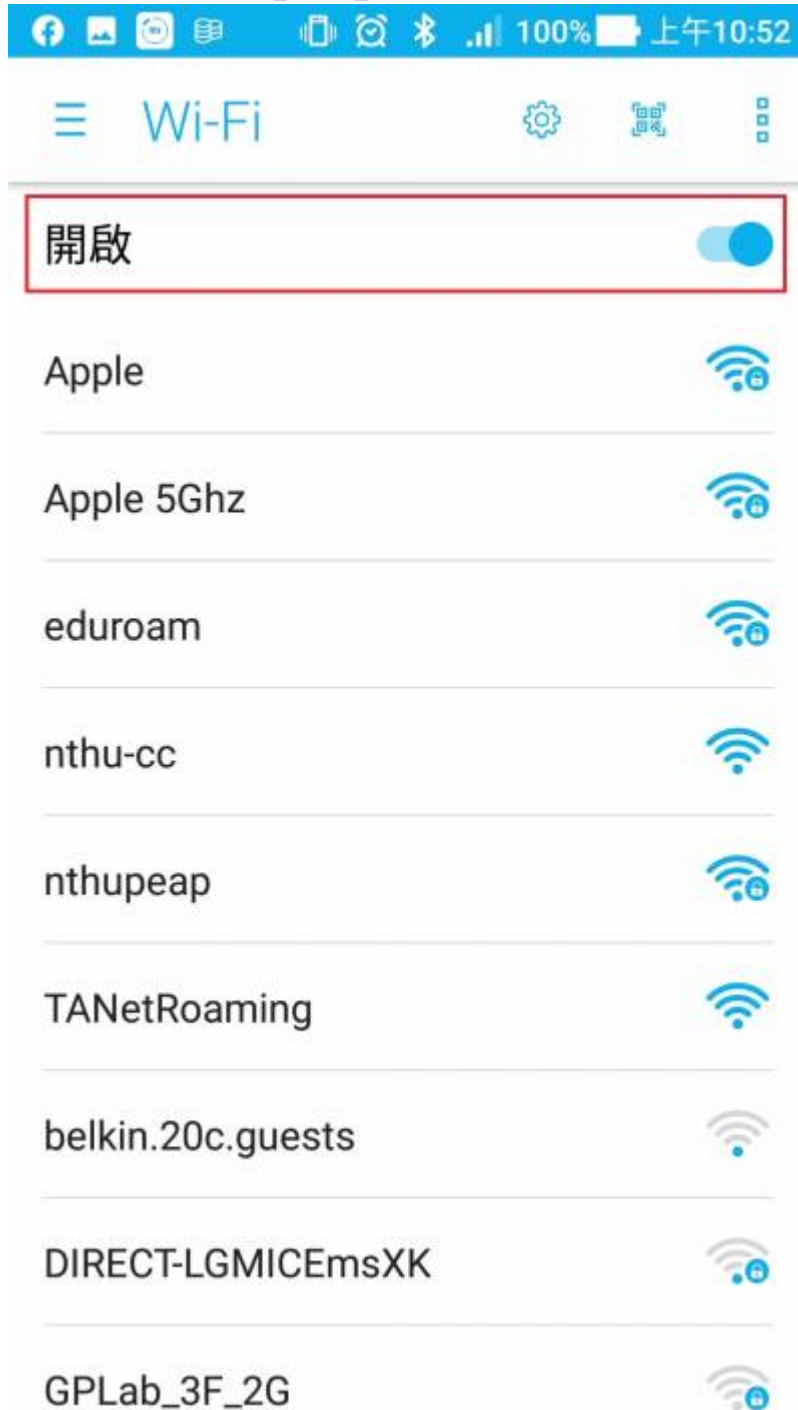 100% 上午10:52
Wi-Fi
開啟
Apple
Apple 5Ghz
eduroam
nthu-cc
nthupeap
TANetRoaming
belkin.20c.guests
DIRECT-LGMICEmsXK
GPLab_3F_2G